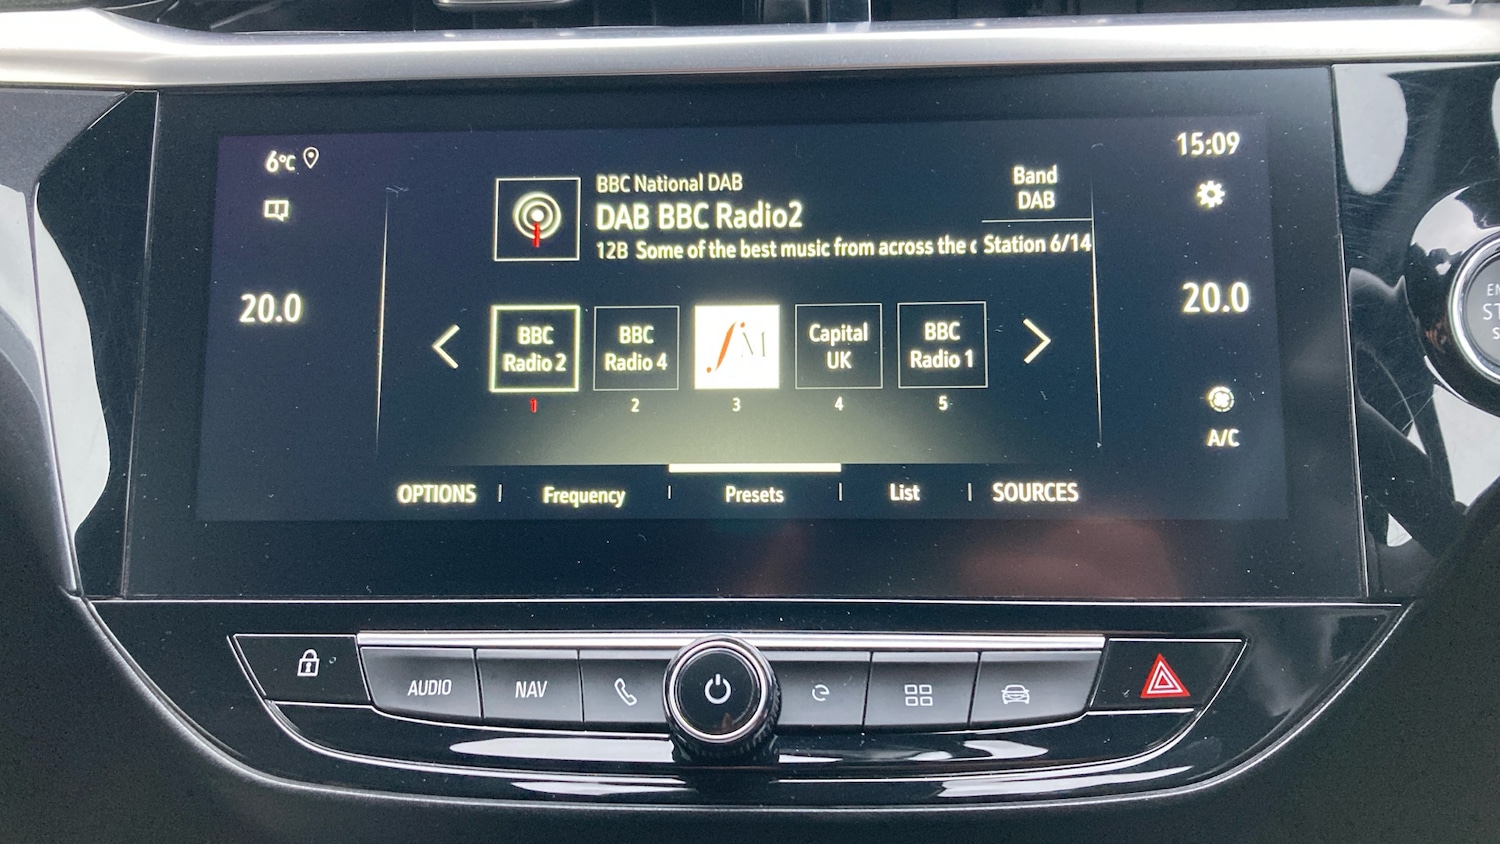 6°C
15:09
BBC National DAB
DAB BBC Radio2
12B Some of the best music from across the
Band
DAB
Station 6/14
20.0
20.0
BBC
Radio 2
BBC
Radio 4
fM
Capital
UK
BBC
Radio 1
1
2
3
4
5
A/C
OPTIONS
Frequency
Presets
List
SOURCES
AUDIO
NAV